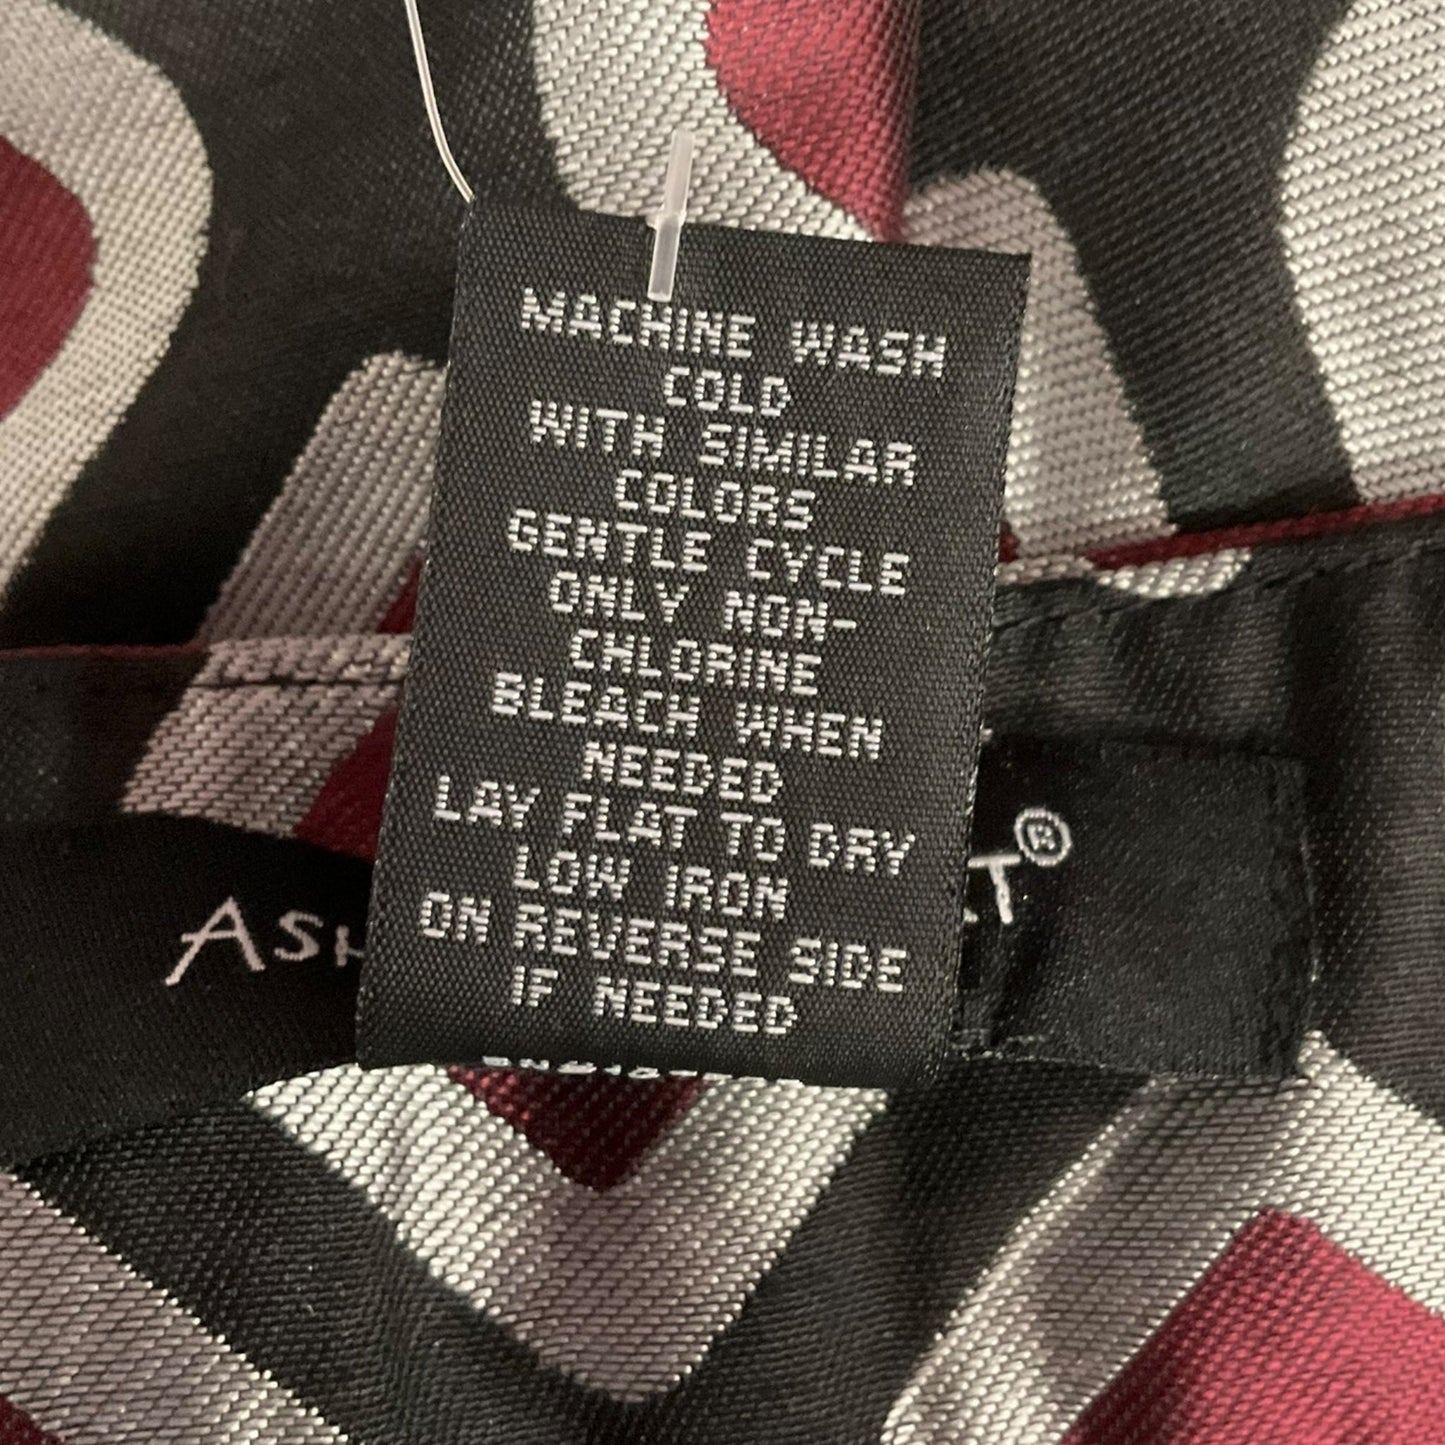 MACHINE WASH
COLD
WITH SIMILAR
COLORS
GENTLE CYCLE
ONLY NON-
CHLORINE
BLEACH WHEN
NEEDED
LAY FLAT TO DRY
LOW IRON
ON REVERSE SIDE
IF NEEDED